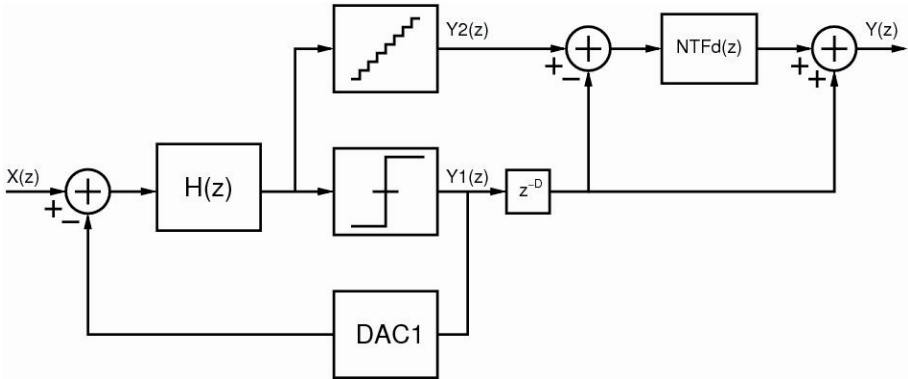 Y2(z)
NTFd(z)
Y(z)
X(z)
H(z)
Y1(z)
z⁻ᴰ
DAC1